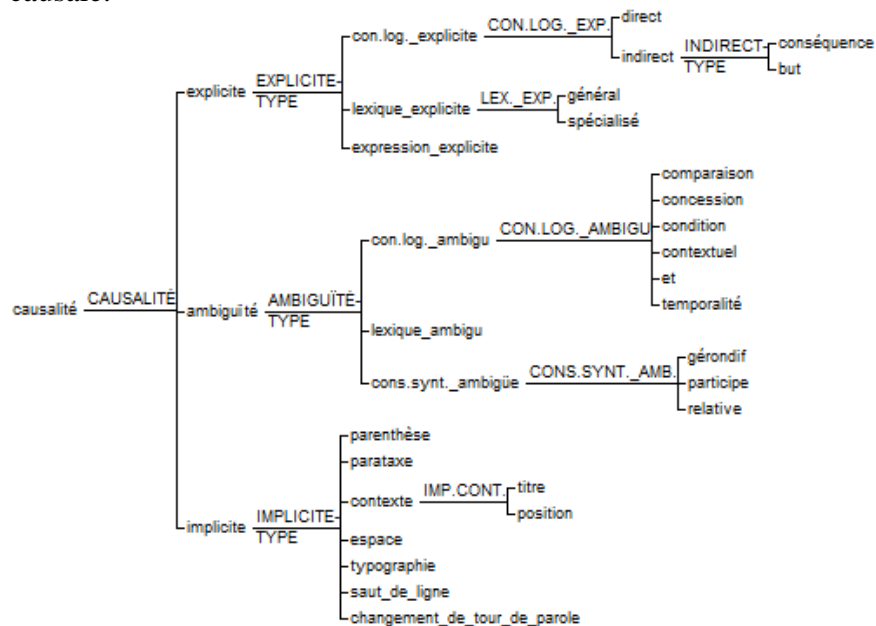 causale.
direct
con.log._explicite CON.LOG._EXP.
indirect INDIRECT- conséquence
TYPE but
explicite EXPLICITE-
TYPE
lexique_explicite LEX._EXP. général
spécialisé
expression_explicite
comparaison
concession
condition
con.log._ambigu CON.LOG._AMBIGU
contextuel
et
temporalité
causalité CAUSALITÉ ambiguïté AMBIGUÏTÉ-
TYPE
lexique_ambigu
gérondif
cons.synt._ambigüe CONS.SYNT._AMB. participe
relative
parenthèse
parataxe
contexte IMP.CONT. titre
position
implicite IMPLICITE-
TYPE
espace
typographie
saut_de_ligne
changement_de_tour_de_parole